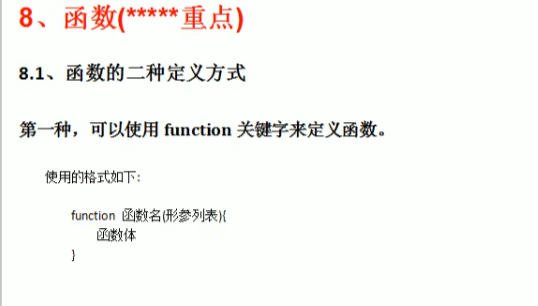 8、函数(*****重点)
8.1、函数的二种定义方式
第一种，可以使用 function 关键字来定义函数。
使用的格式如下:
function 函数名(形参列表){
函数体
}